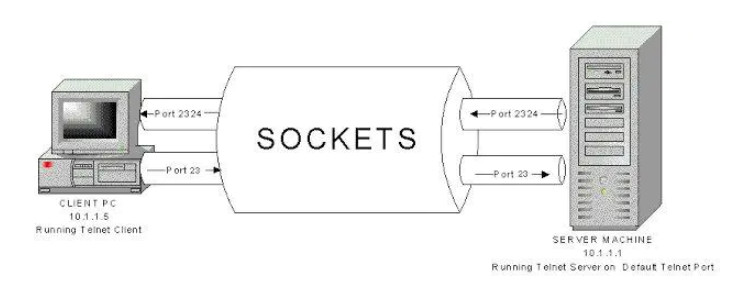 Port 2324
Port 2324
SOCKETS
Port 23
Port 23
CLIENT PC
10.1.1.5
Running Telnet Client
SERVER MACHINE
10.1.1.1
Running Telnet Server on Default Telnet Port